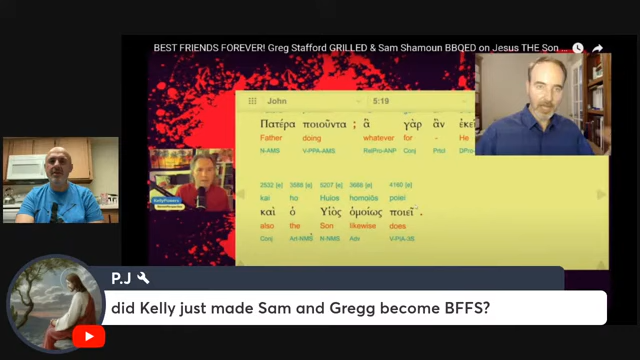 BEST FRIENDS FOREVER! Greg Stafford GRILLED & Sam Shamoun BBQED on Jesus THE Son ...
John 5:19
Πατέρα ποιοῦντα ; ἃ γὰρ ἂν ἐκεῖ
Father doing whatever for - He
N-AMS V-PPA-AMS RelPro-ANP Conj Prtcl DPro-
2532 [e] 3588 [e] 5207 [e] 3668 [e] 4160 [e]
kai ho Huios homoiōs poiei
καὶ ὁ Υἱὸς ὁμοίως ποιεῖ .
also the Son likewise does
Conj Art-NMS N-NMS Adv V-PIA-3S
KellyPowers
P.J
did Kelly just made Sam and Gregg become BFFS?